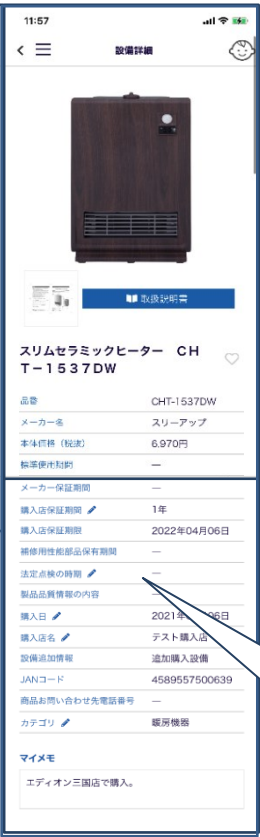 11:57
設備詳細
取扱説明書
スリムセラミックヒーター CH
T-1537DW
品番 CHT-1537DW
メーカー名 スリーアップ
本体価格（税抜） 6,970円
標準使用期間 —
メーカー保証期間 —
購入店保証期間 1年
購入店保証期限 2022年04月06日
補修用性能部品保有期間 —
法定点検の時期 —
製品品質情報の内容 —
購入日 2021年 06日
購入店名 テスト購入店
設備追加情報 追加購入設備
JANコード 4589557500639
商品お問い合わせ先電話番号 —
カテゴリ 暖房機器
マイメモ
エディオン三国店で購入。